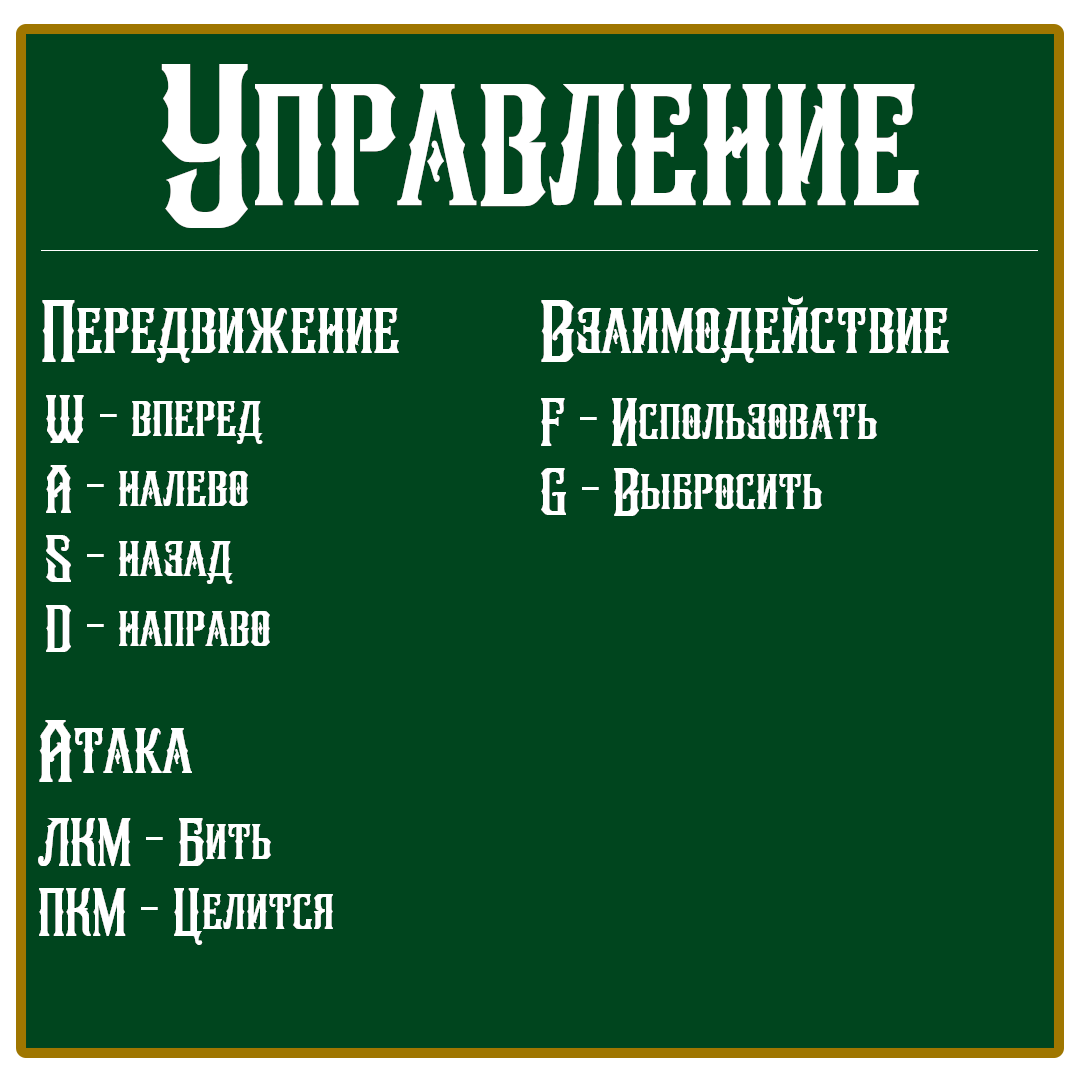 Управление
Передвижение
W - вперед
A - налево
S - назад
D - направо
Атака
ЛКМ - Бить
ПКМ - Целится
Взаимодействие
F - Использовать
G - Выбросить